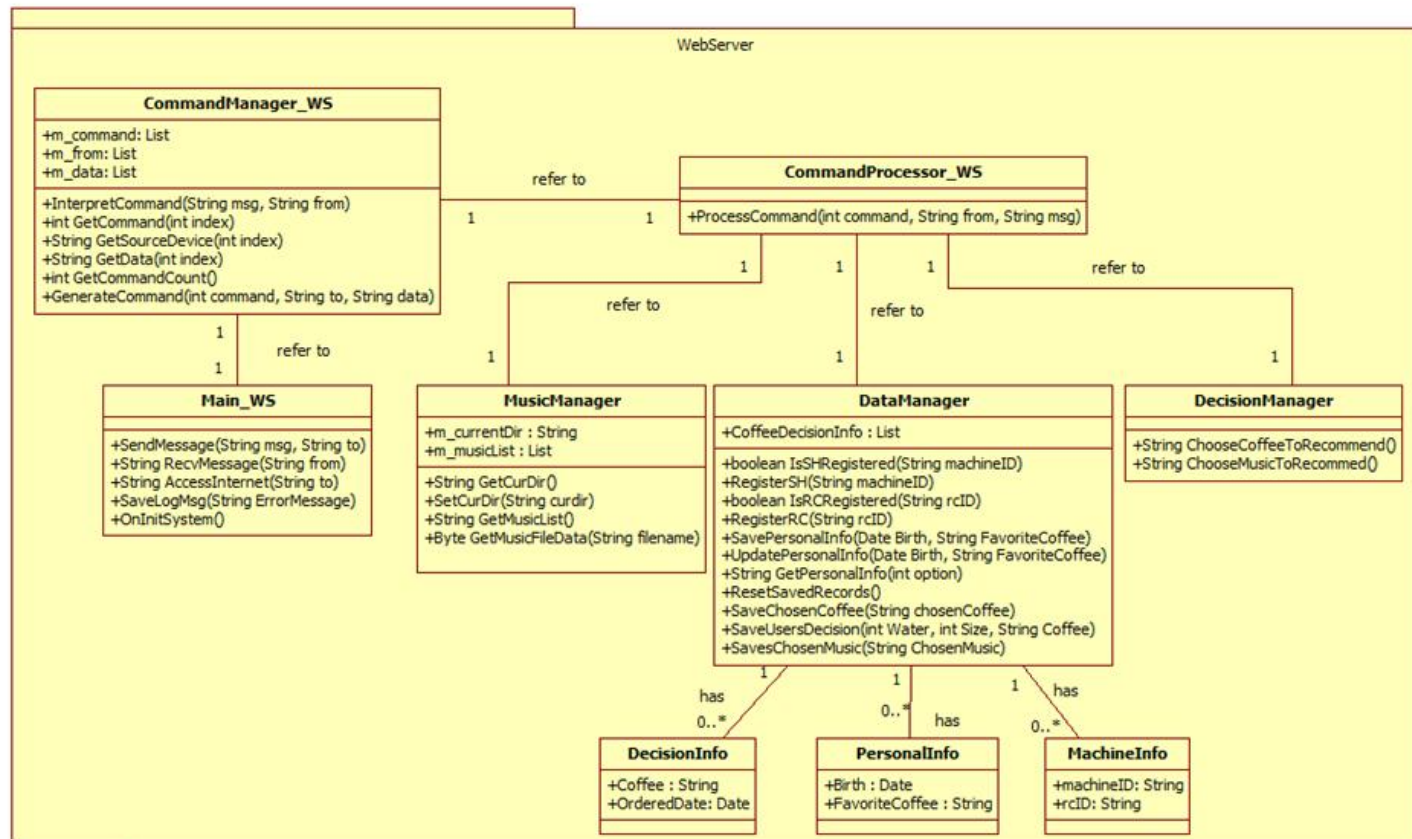 WebServer
CommandManager_WS
+m_command: List
+m_from: List
+m_data: List
+InterpretCommand(String msg, String from)
+int GetCommand(int index)
+String GetSourceDevice(int index)
+String GetData(int index)
+int GetCommandCount()
+GenerateCommand(int command, String to, String data)
refer to
1
1
CommandProcessor_WS
+ProcessCommand(int command, String from, String msg)
1
refer to
1
1
refer to
1
1
refer to
1
1
refer to
1
Main_WS
+SendMessage(String msg, String to)
+String RecvMessage(String from)
+String AccessInternet(String to)
+SaveLogMsg(String ErrorMessage)
+OnInitSystem()
MusicManager
+m_currentDir : String
+m_musicList : List
+String GetCurDir()
+SetCurDir(String curdir)
+String GetMusicList()
+Byte GetMusicFileData(String filename)
DataManager
+CoffeeDecisionInfo : List
+boolean IsSHRegistered(String machineID)
+RegisterSH(String machineID)
+boolean IsRCRegistered(String rcID)
+RegisterRC(String rcID)
+SavePersonalInfo(Date Birth, String FavoriteCoffee)
+UpdatePersonalInfo(Date Birth, String FavoriteCoffee)
+String GetPersonalInfo(int option)
+ResetSavedRecords()
+SaveChosenCoffee(String chosenCoffee)
+SaveUsersDecision(int Water, int Size, String Coffee)
+SavesChosenMusic(String ChosenMusic)
DecisionManager
+String ChooseCoffeeToRecommend()
+String ChooseMusicToRecommed()
1
has
0..*
1
has
0..*
1
has
0..*
DecisionInfo
+Coffee : String
+OrderedDate: Date
PersonalInfo
+Birth : Date
+FavoriteCoffee : String
MachineInfo
+machineID: String
+rcID: String